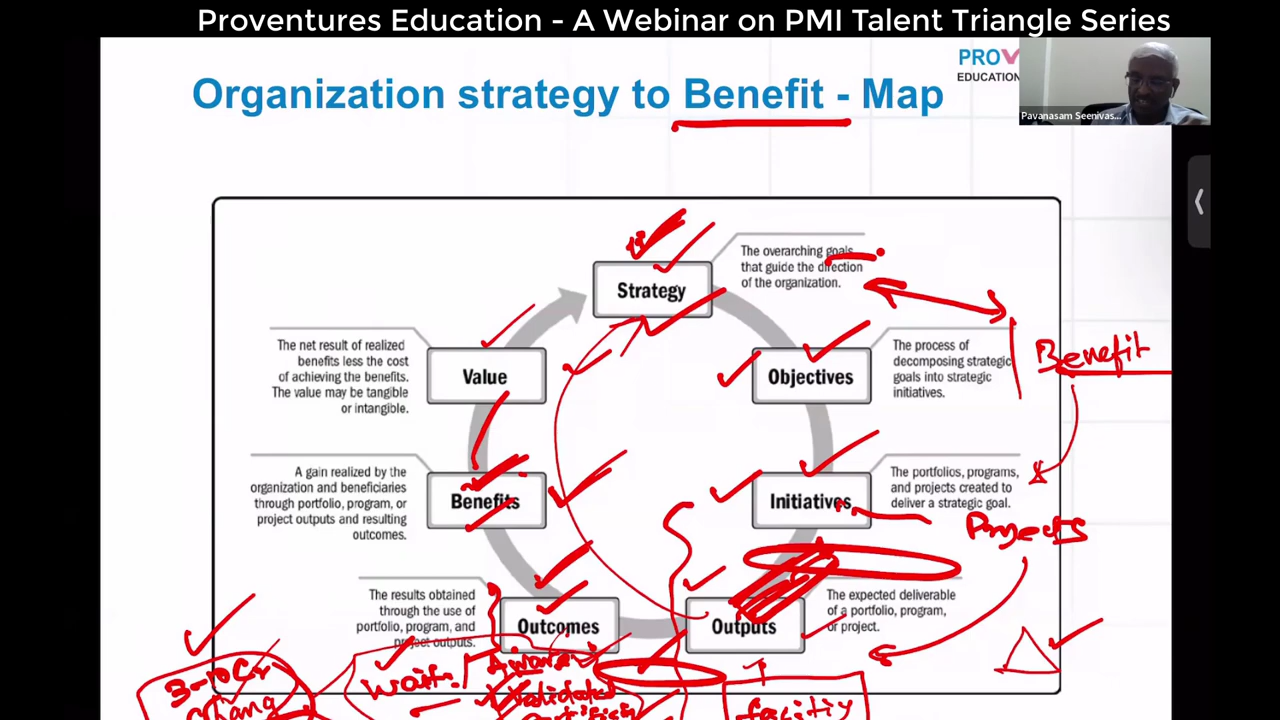 Proventures Education - A Webinar on PMI Talent Triangle Series
PROV
EDUCATION
Organization strategy to Benefit - Map
Pavanasam Seenivas...
Strategy
The overarching goals
that guide the direction
of the organization.
Objectives
The process of
decomposing strategic
goals into strategic
initiatives.
Benefit
Initiatives
The portfolios, programs,
and projects created to
deliver a strategic goal.
Projects
Outputs
The expected deliverable
of a portfolio, program,
or project.
facility
Outcomes
The results obtained
through the use of
portfolio, program, and
project outputs.
Validated
3-10 Cr
Benefits
A gain realized by the
organization and beneficiaries
through portfolio, program, or
project outputs and resulting
outcomes.
Value
The net result of realized
benefits less the cost
of achieving the benefits.
The value may be tangible
or intangible.